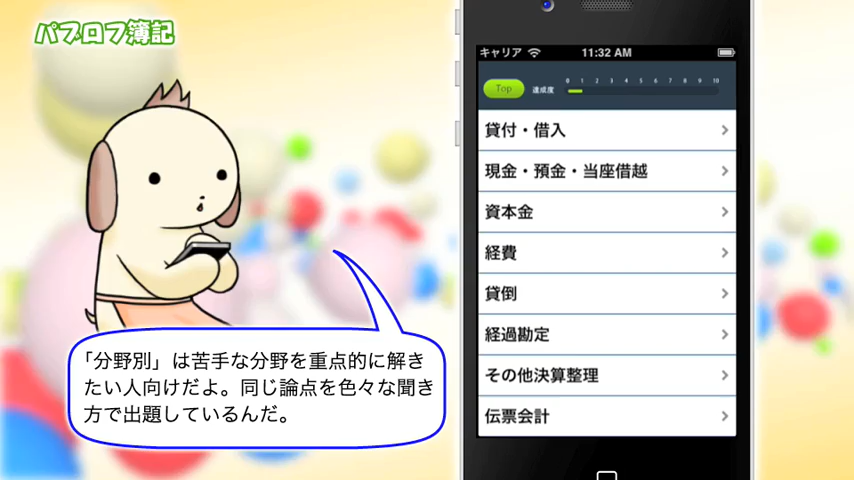 パブロフ簿記
キャリア 11:32 AM
Top 達成度 0 1 2 3 4 5 6 7 8 9 10
貸付・借入
現金・預金・当座借越
資本金
経費
貸倒
経過勘定
その他決算整理
伝票会計
「分野別」は苦手な分野を重点的に解き
たい人向けだよ。同じ論点を色々な聞き
方で出題しているんだ。